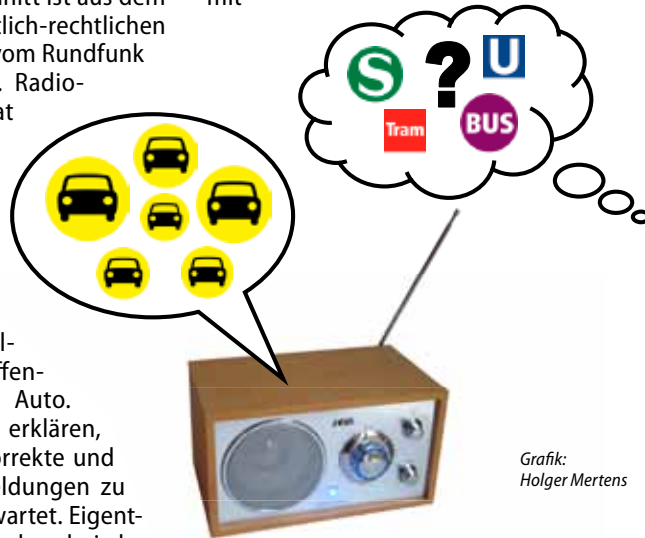 nitt ist aus dem
tlich-rechtlichen
vom Rundfunk
. Radio-
at
mit
S
?
U
Tram
BUS
l-
ffen-
Auto.
erklären,
orrekte und
eldungen zu
wartet. Eigent-
Grafik:
Holger Mertens